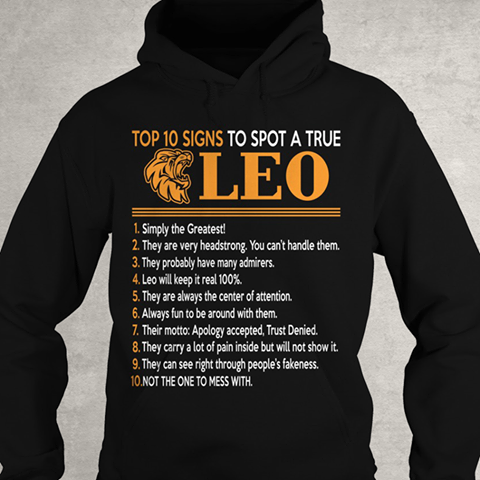 TOP 10 SIGNS TO SPOT A TRUE
LEO
1. Simply the Greatest!
2. They are very headstrong. You can't handle them.
3. They probably have many admirers.
4. Leo will keep it real 100%.
5. They are always the center of attention.
6. Always fun to be around with them.
7. Their motto: Apology accepted, Trust Denied.
8. They carry a lot of pain inside but will not show it.
9. They can see right through people's fakeness.
10. NOT THE ONE TO MESS WITH.